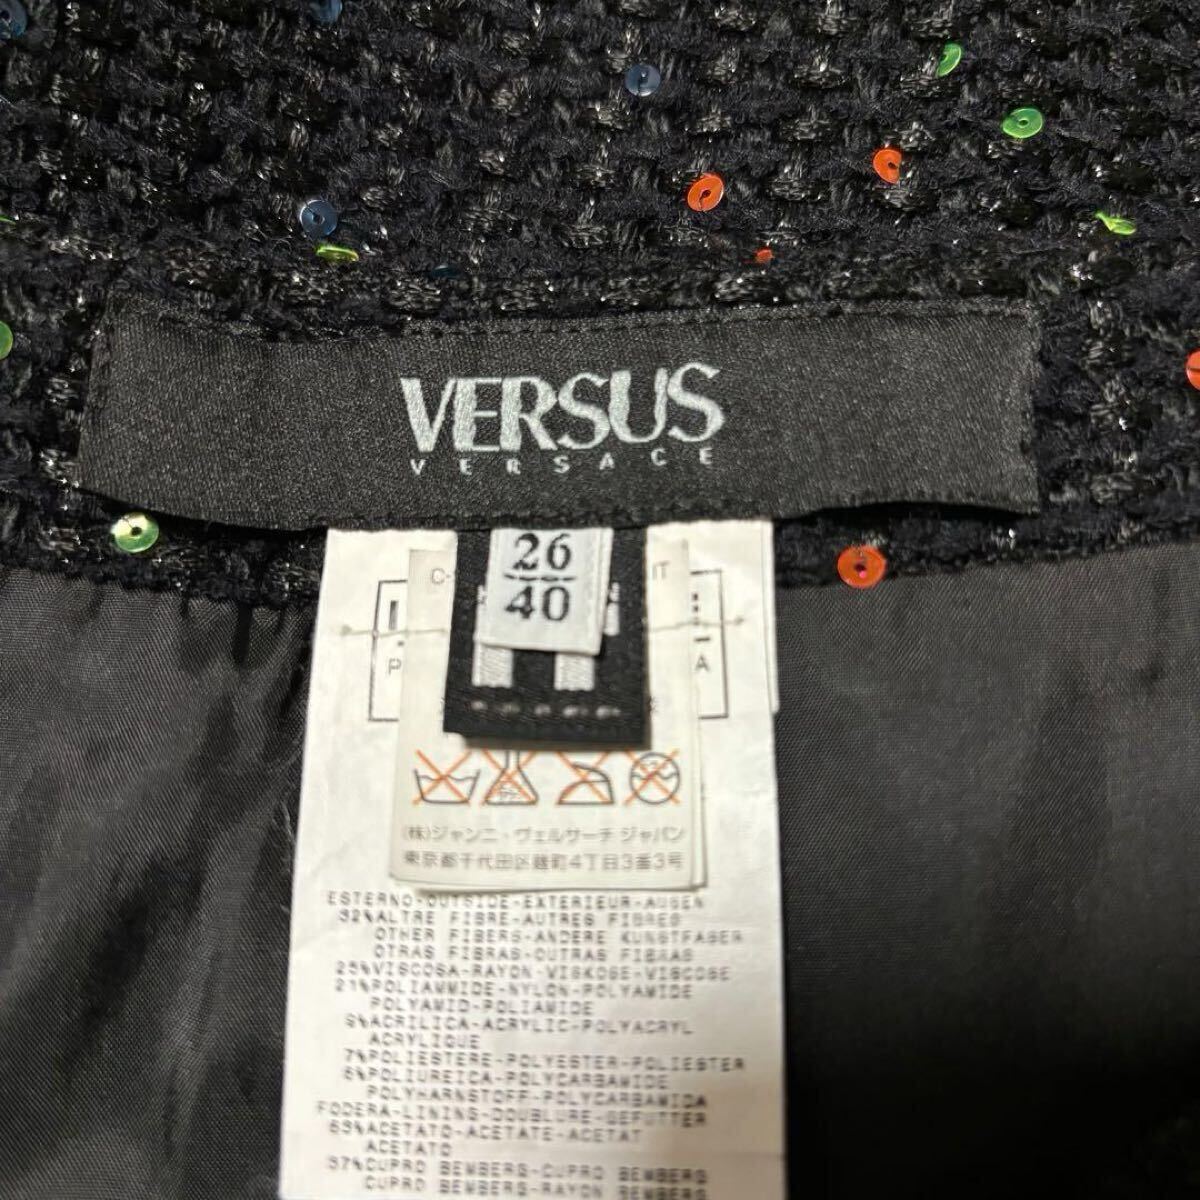 VERSUS
VERSACE
26
40
C-
IT
P
A
(株)ジャンニ・ヴェルサーチ ジャパン
東京都千代田区麹町4丁目3番3号
ESTERNO-OUTSIDE-EXTERIEUR-AUSEN
32%ALTRE FIBRE-AUTRES FIBRES
OTHER FIBERS-ANDERE KUNSTFASER
OTRAS FIBRAS-OUTRAS FIBRAS
25%VISCOSA-RAYON-VISKOSE-VISCOSE
21%POLIAMMIDE-NYLON-POLYAMIDE
POLYAMID-POLIAMIDE
9%ACRILICA-ACRYLIC-POLYACRYL
ACRYLIQUE
7%POLIESTERE-POLYESTER-POLIESTER
6%POLIUREICA-POLYCARBAMIDE
POLYHARNSTOFF-POLYCARBAMIDA
FODERA-LINING-DOUBLURE-GEFUTTER
63%ACETATO-ACETATE-ACETAT
ACETATO
37%CUPRO BEMBERG-CUPRO BEMBERG
CUPRO BEMBERG-RAYON BEMBERG